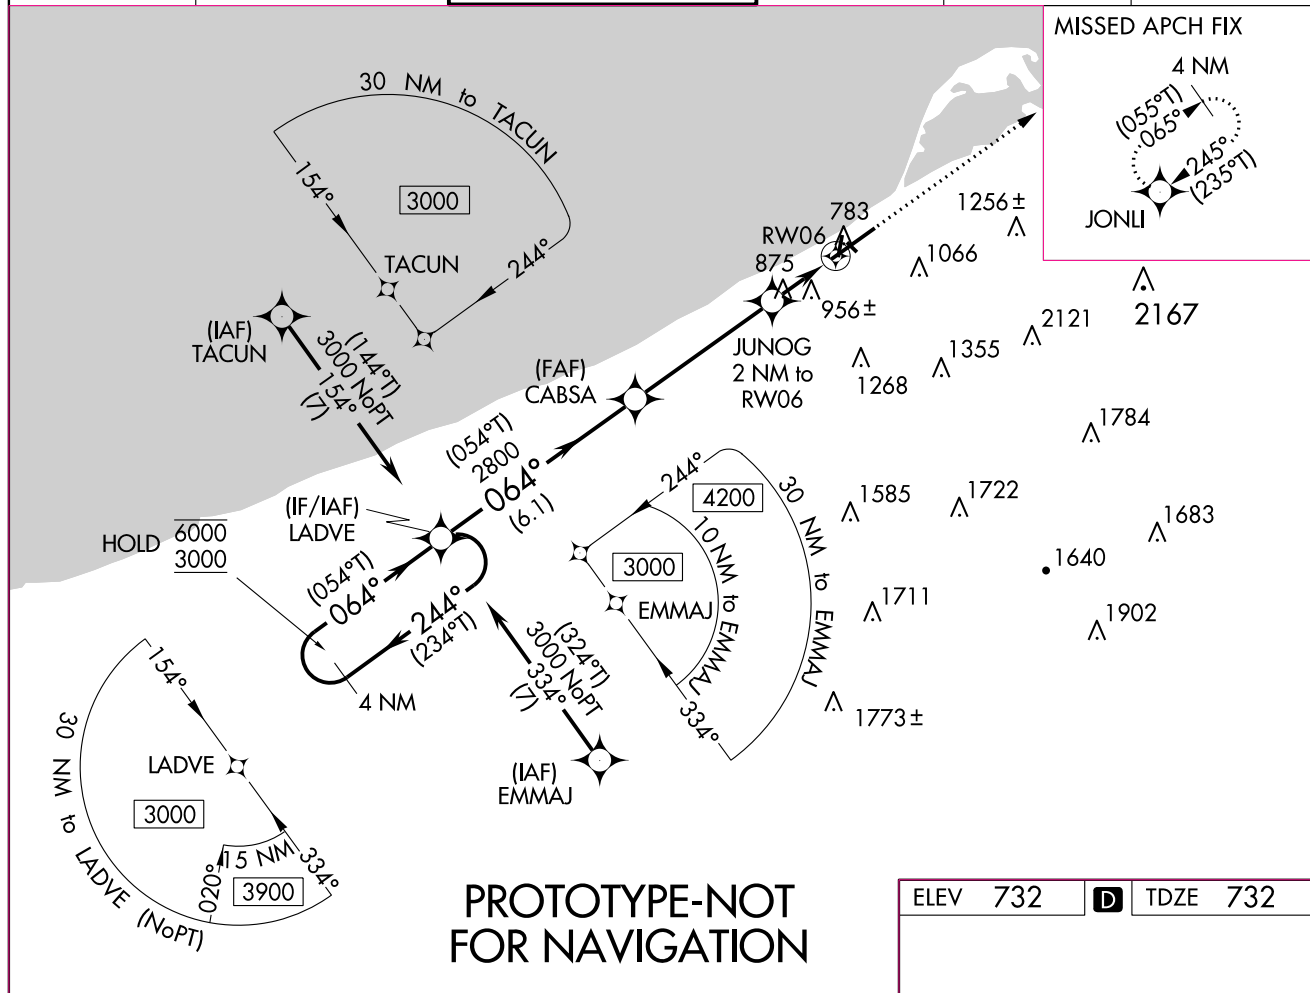 MISSED APCH FIX
4 NM
(055°T)
065°
245°
(235°T)
JONLI
30 NM to TACUN
154°
3000
244°
TACUN
(IAF)
TACUN
(144°T)
3000 NoPT
154°
(7)
783
RW06
875
956±
1256±
1066
2167
2121
1355
1268
JUNOG
2 NM to
RW06
(FAF)
CABSA
(054°T)
2800
064°
(6.1)
1784
(IF/IAF)
LADVE
HOLD
6000
3000
(054°T)
064°
244°
(234°T)
4 NM
244°
4200
30 NM to EMMAJ
10 NM to EMMAJ
3000
EMMAJ
334°
1585
1722
1683
1640
1711
1902
1773±
(324°T)
3000 NoPT
334°
(7)
(IAF)
EMMAJ
154°
LADVE
3000
30 NM to LADVE (NoPT)
15 NM
020°
3900
334°
PROTOTYPE-NOT
FOR NAVIGATION
ELEV 732 D TDZE 732